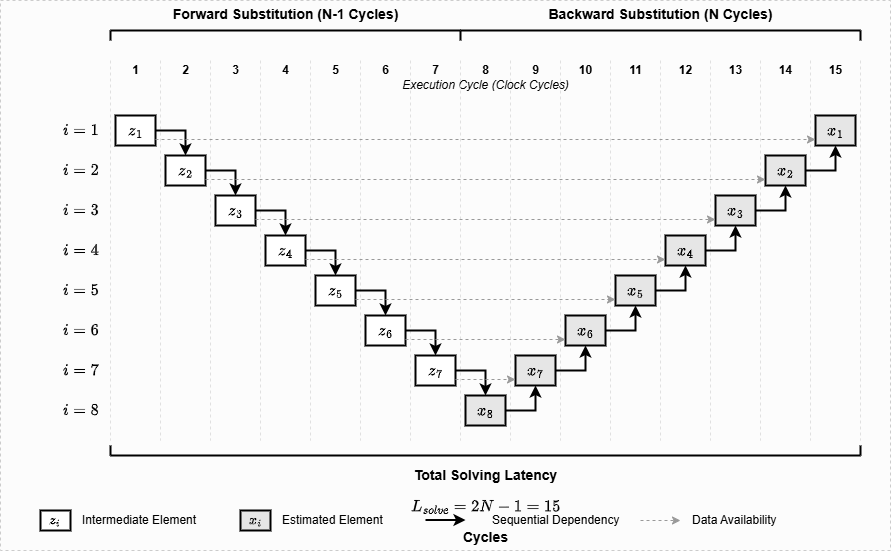 Forward Substitution (N-1 Cycles) Backward Substitution (N Cycles)
1 2 3 4 5 6 7 8 9 10 11 12 13 14 15
Execution Cycle (Clock Cycles)
i = 1 z₁ x₁
i = 2 z₂ x₂
i = 3 z₃ x₃
i = 4 z₄ x₄
i = 5 z₅ x₅
i = 6 z₆ x₆
i = 7 z₇ x₇
i = 8 x₈
Total Solving Latency
L_{solve} = 2N − 1 = 15
zᵢ Intermediate Element xᵢ Estimated Element Sequential Dependency Data Availability
Cycles